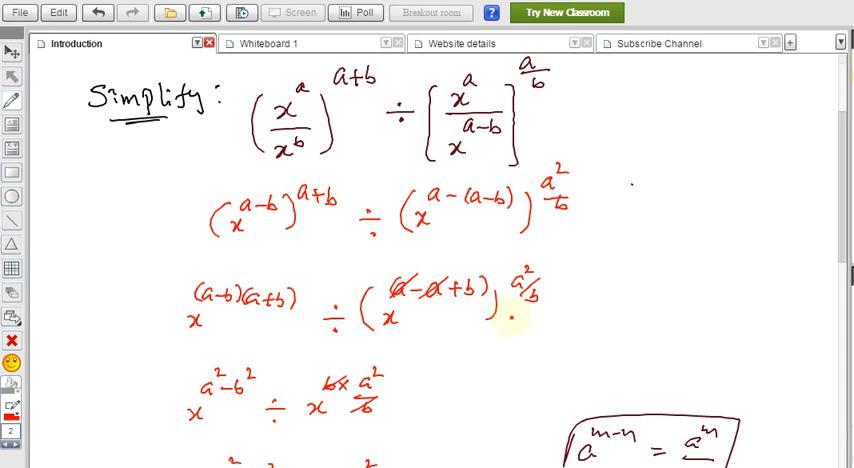 File Edit Screen Poll Breakout room ? Try New Classroom
Introduction Whiteboard 1 Website details Subscribe Channel +
Simplify : (x^a / x^b)^(a+b) ÷ [x^a / x^(a-b)]^(a/b)
(x^(a-b))^(a+b) ÷ (x^(a-(a-b)))^(a²/b)
x^((a-b)(a+b)) ÷ (x^(a-a+b))^(a²/b)
x^(a²-b²) ÷ x^(b× a²/b)
a^(m-n) = a^m
2